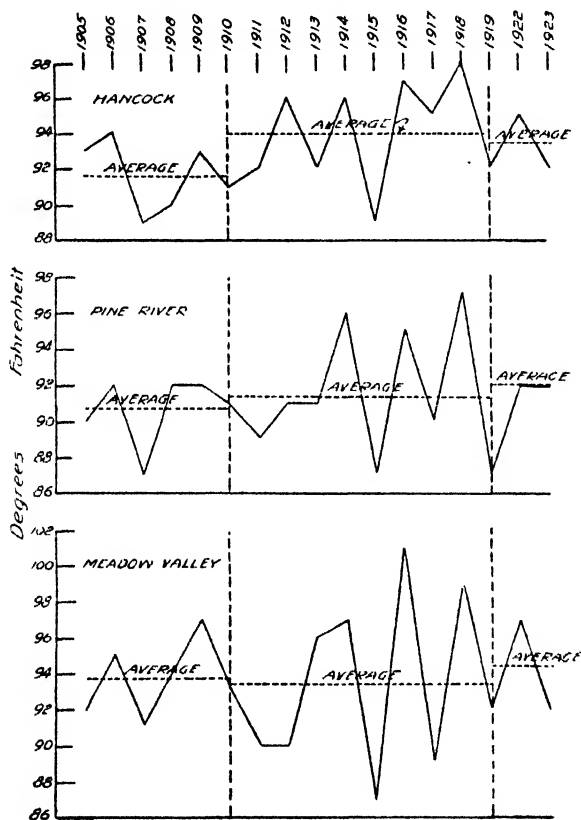 1905 1906 1907 1908 1909 1910 1911 1912 1913 1914 1915 1916 1917 1918 1919 1922 1923
98
96
HANCOCK
94
AVERAGE
AVERAGE
92
AVERAGE
90
88
Degrees Fahrenheit
98
96
PINE RIVER
94
92
AVERAGE
AVERAGE
AVERAGE
90
88
86
102
100
MEADOW VALLEY
98
96
AVERAGE
94
AVERAGE
AVERAGE
92
90
88
86